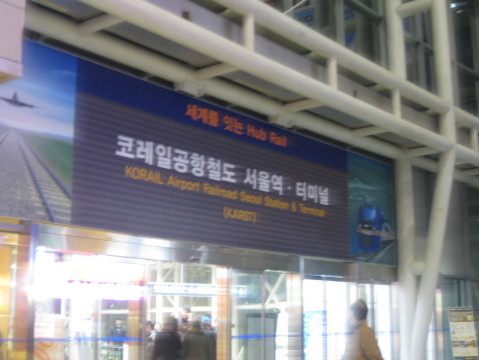 세계를 잇는 Hub Rail
코레일공항철도 서울역·터미널
KORAIL Airport Railroad Seoul Station & Terminal
(KARST)